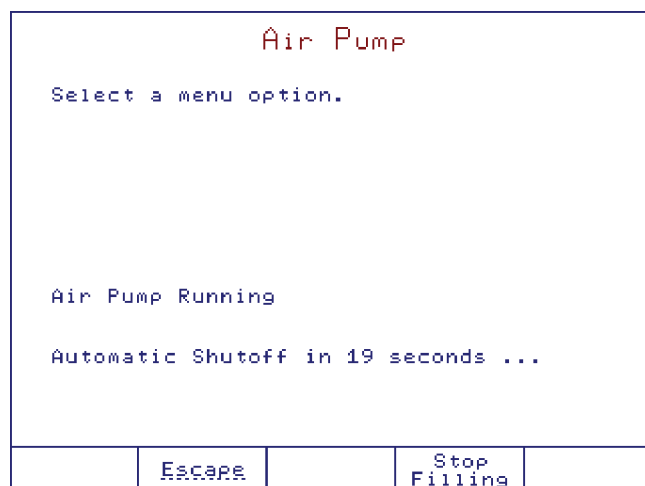 Air Pump
Select a menu option.
Air Pump Running
Automatic Shutoff in 19 seconds ...
Escape
Stop
Filling